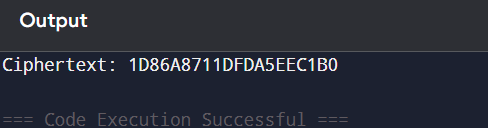 Output
Ciphertext: 1D86A8711DFDA5EEC1B0
=== Code Execution Successful ===